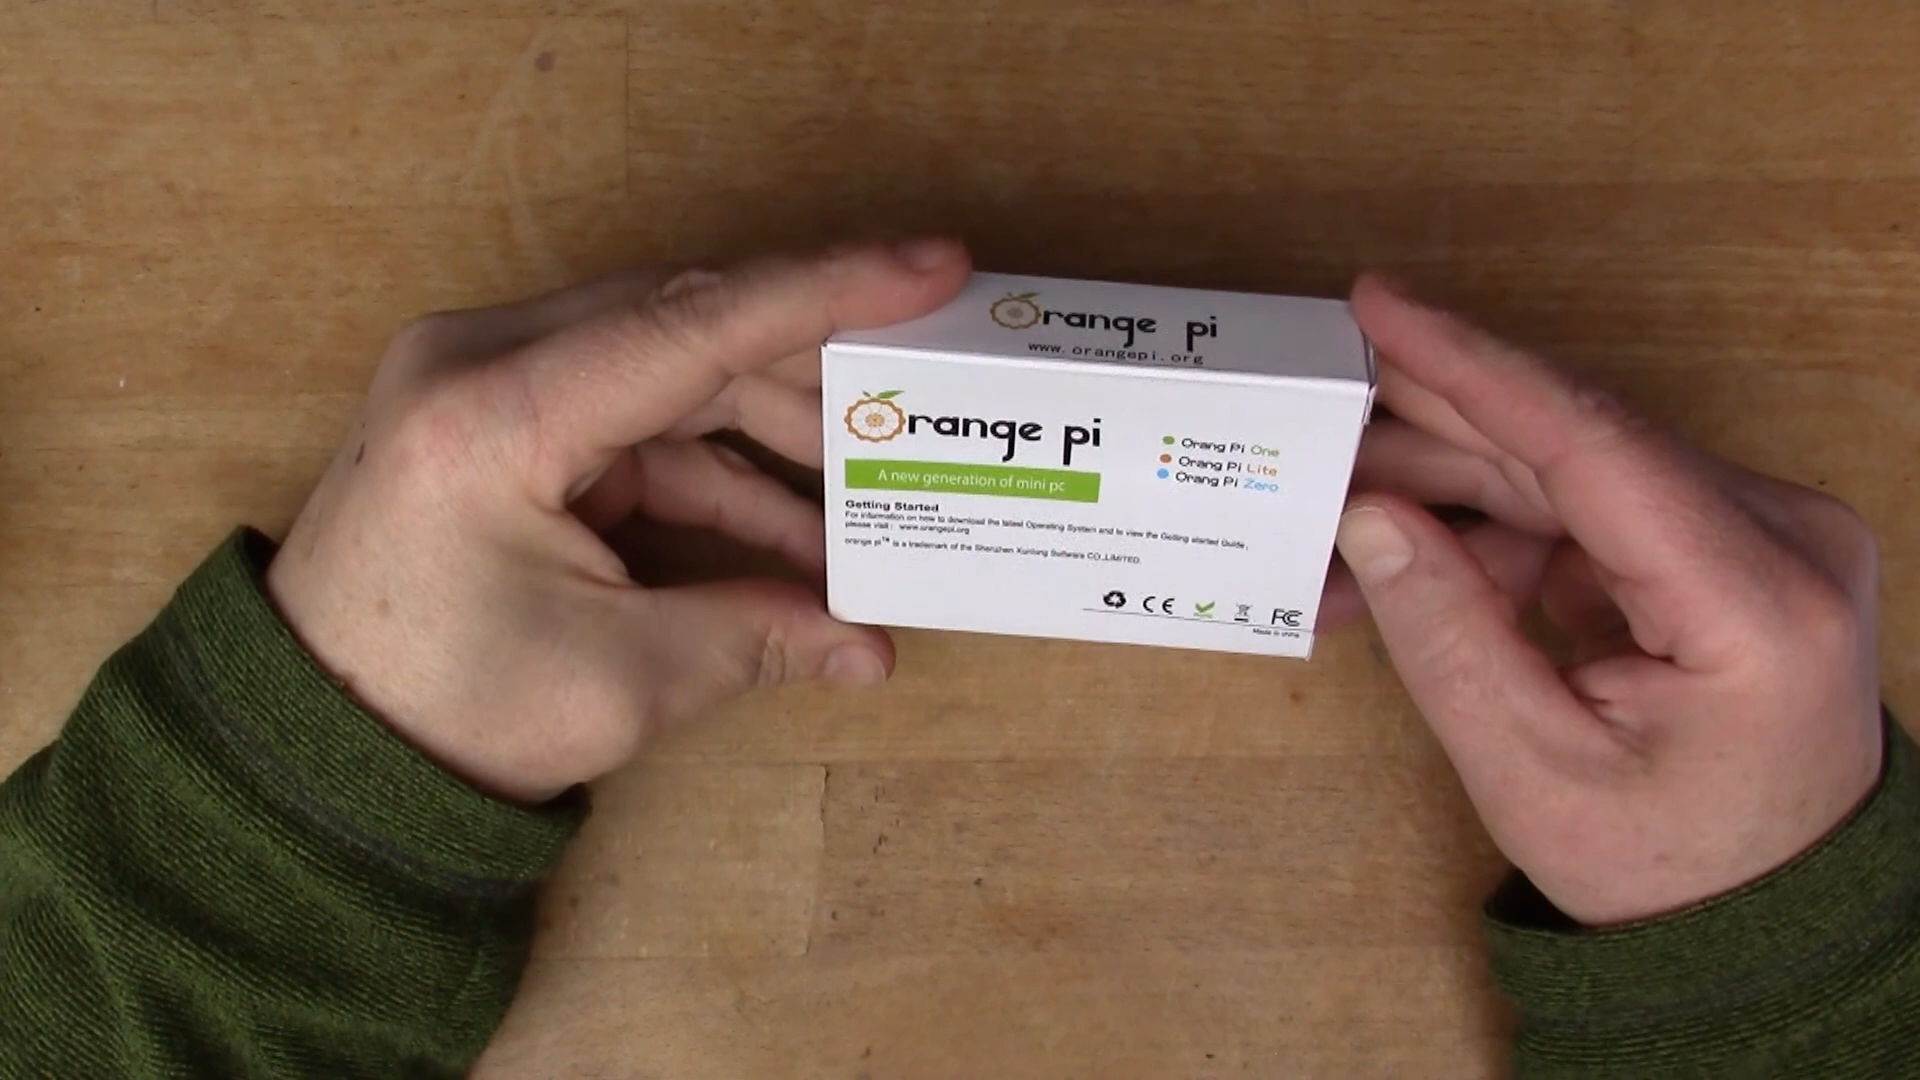 Orange pi
www.orangepi.org
Orange pi
A new generation of mini pc
Orang Pi One
Orang Pi Lite
Orang Pi Zero
Getting Started
For information on how to download the latest Operating System and to view the Getting started Guide,
please visit: www.orangepi.org
orange pi™ is a trademark of the Shenzhen Xunlong Software CO.,LIMITED.
CE
FC
Made in china